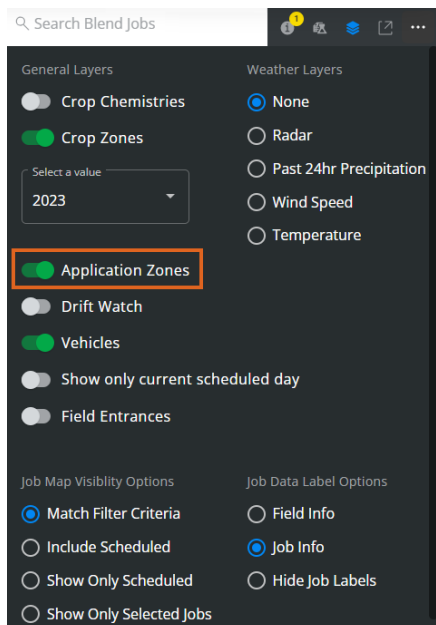 Search Blend Jobs
1
General Layers
Crop Chemistries
Crop Zones
Select a value
2023
Application Zones
Drift Watch
Vehicles
Show only current scheduled day
Field Entrances
Weather Layers
None
Radar
Past 24hr Precipitation
Wind Speed
Temperature
Job Map Visiblity Options
Match Filter Criteria
Include Scheduled
Show Only Scheduled
Show Only Selected Jobs
Job Data Label Options
Field Info
Job Info
Hide Job Labels